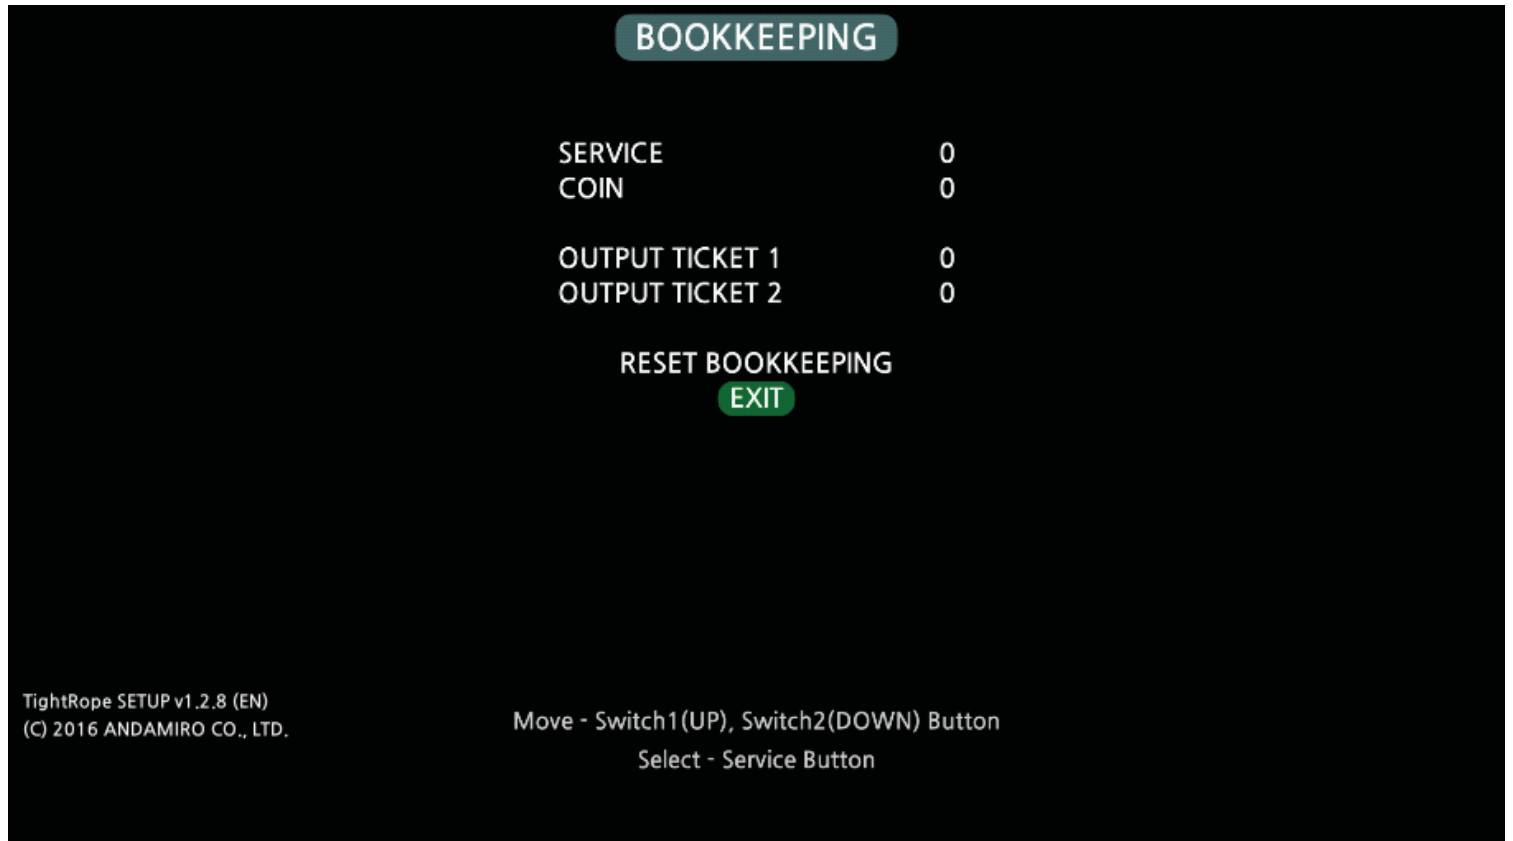 BOOKKEEPING
SERVICE 0
COIN 0
OUTPUT TICKET 1 0
OUTPUT TICKET 2 0
RESET BOOKKEEPING
EXIT
TightRope SETUP v1.2.8 (EN)
(C) 2016 ANDAMIRO CO., LTD.
Move - Switch1(UP), Switch2(DOWN) Button
Select - Service Button